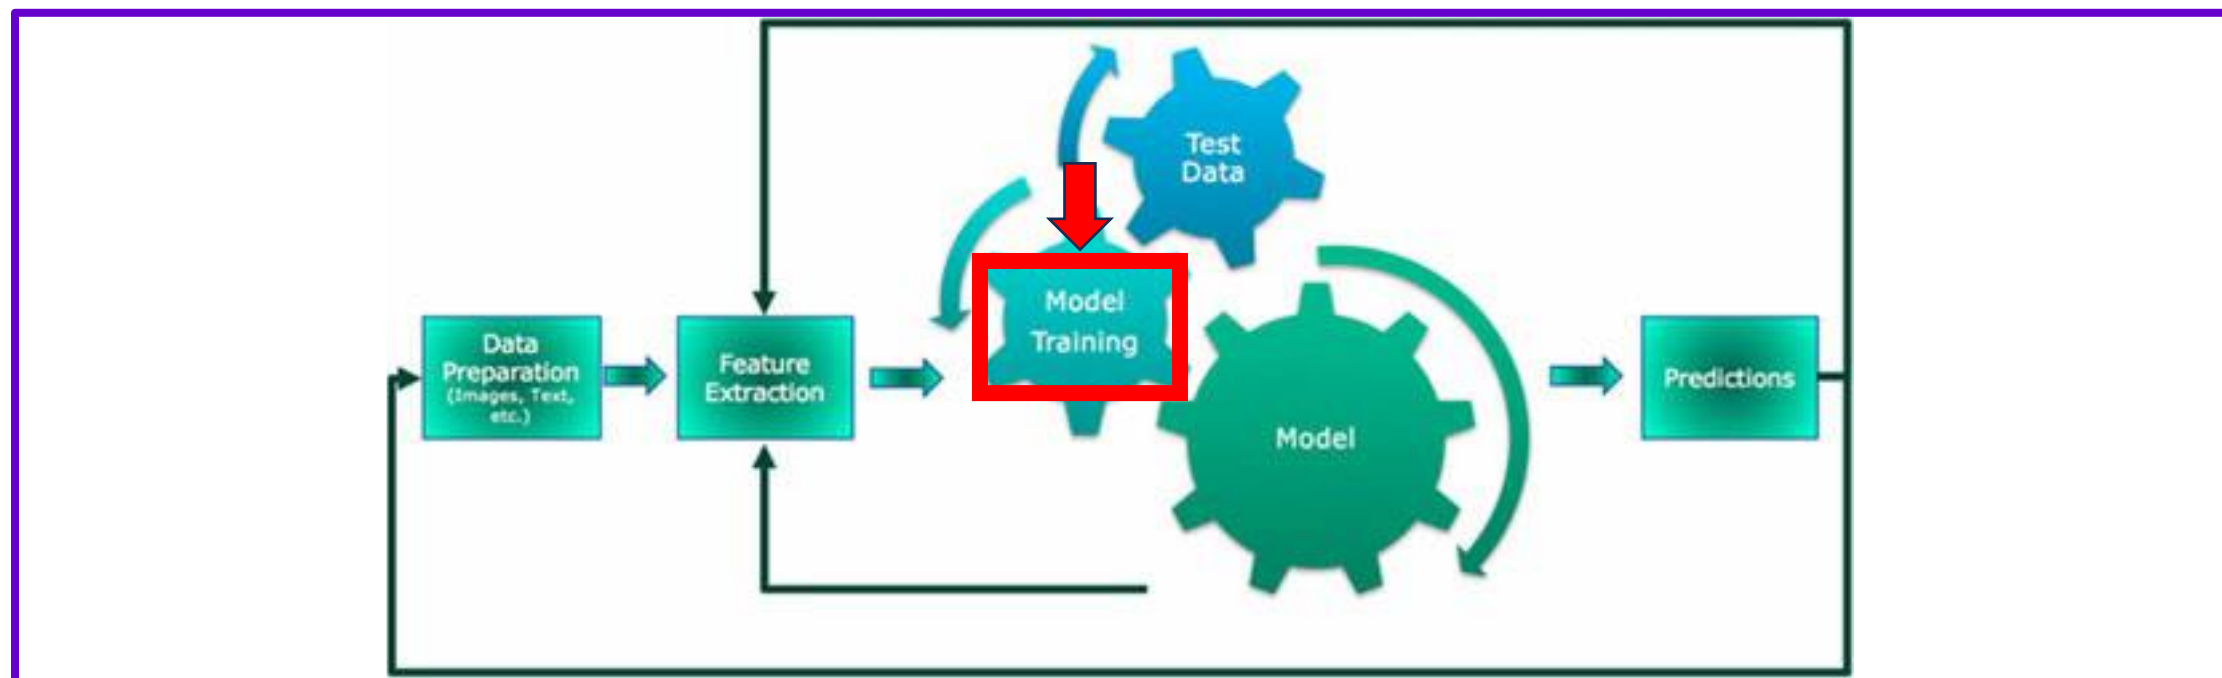 Test
Data
Model
Training
Data
Preparation
(Images, Text,
etc.)
Feature
Extraction
Model
Predictions